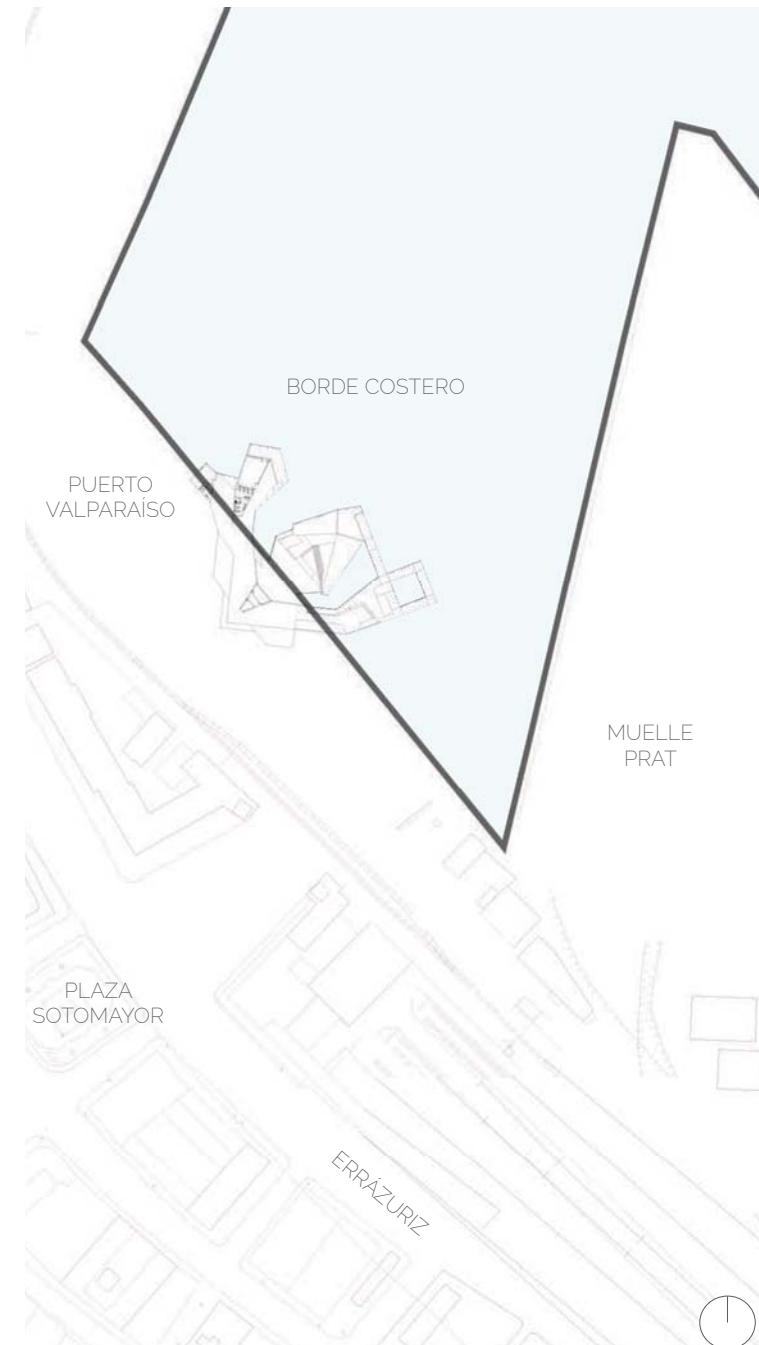 BORDE COSTERO
PUERTO
VALPARAÍSO
MUELLE
PRAT
PLAZA
SOTOMAYOR
ERRÁZURIZ